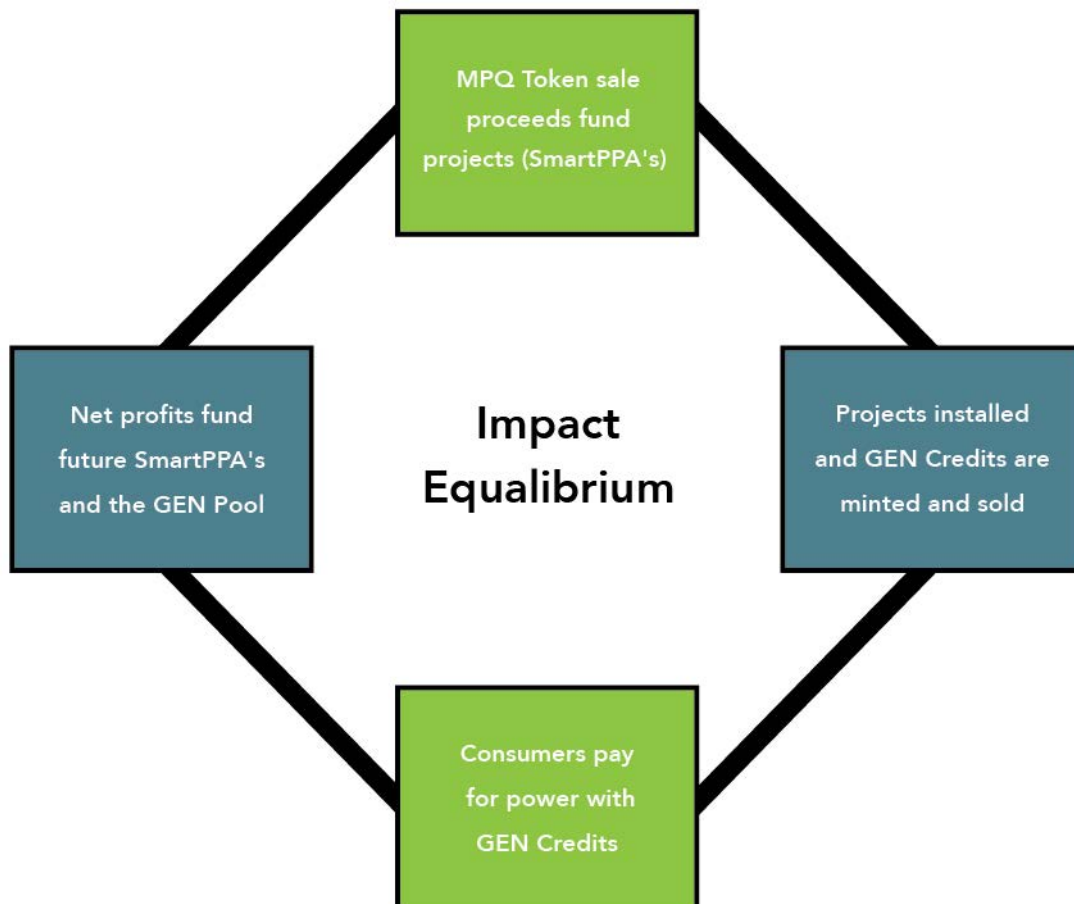 MPQ Token sale
proceeds fund
projects (SmartPPA's)
Net profits fund
future SmartPPA's
and the GEN Pool
Impact
Equalibrium
Projects installed
and GEN Credits are
minted and sold
Consumers pay
for power with
GEN Credits